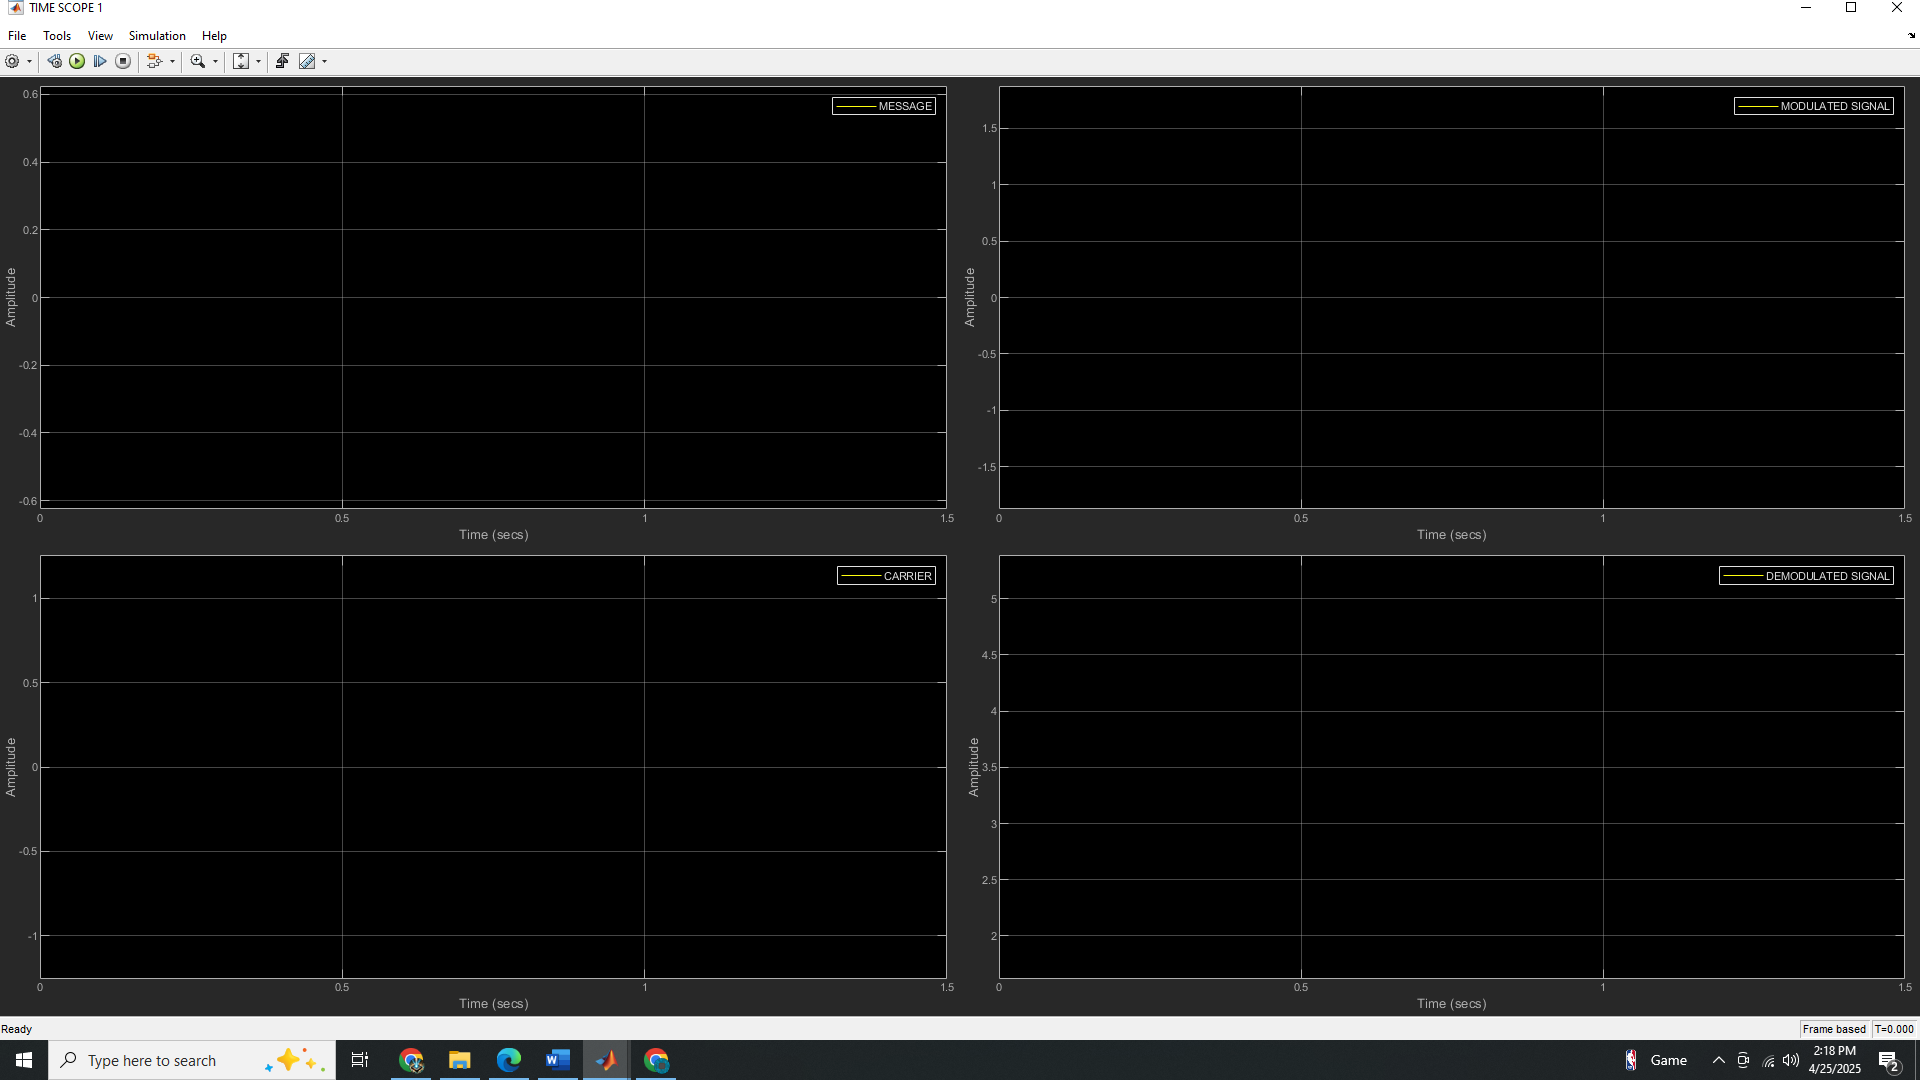 TIME SCOPE 1
File Tools View Simulation Help
MESSAGE
0.6
0.4
0.2
0
-0.2
-0.4
-0.6
Amplitude
0 0.5 1 1.5
Time (secs)
MODULATED SIGNAL
1.5
1
0.5
0
-0.5
-1
-1.5
Amplitude
0 0.5 1 1.5
Time (secs)
CARRIER
1
0.5
0
-0.5
-1
Amplitude
0 0.5 1 1.5
Time (secs)
DEMODULATED SIGNAL
5
4.5
4
3.5
3
2.5
2
Amplitude
0 0.5 1 1.5
Time (secs)
Ready
Frame based T=0.000
Type here to search
Game
2:18 PM
4/25/2025
2